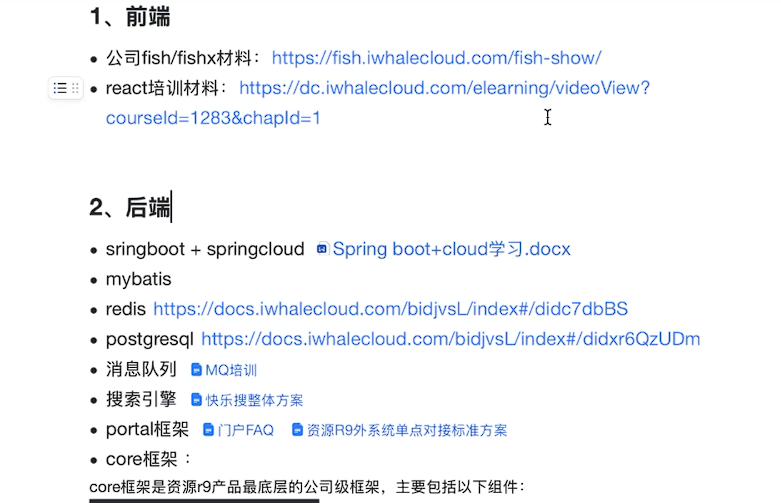 1、前端
公司fish/fishx材料： https://fish.iwhalecloud.com/fish-show/
react培训材料： https://dc.iwhalecloud.com/elearning/videoView?
courseId=1283&chapId=1
2、后端
sringboot + springcloud Spring boot+cloud学习.docx
mybatis
redis https://docs.iwhalecloud.com/bidjvsL/index#/didc7dbBS
postgresql https://docs.iwhalecloud.com/bidjvsL/index#/didxr6QzUDm
消息队列 MQ培训
搜索引擎 快乐搜整体方案
portal框架 门户FAQ 资源R9外系统单点对接标准方案
core框架：
core框架是资源r9产品最底层的公司级框架，主要包括以下组件：